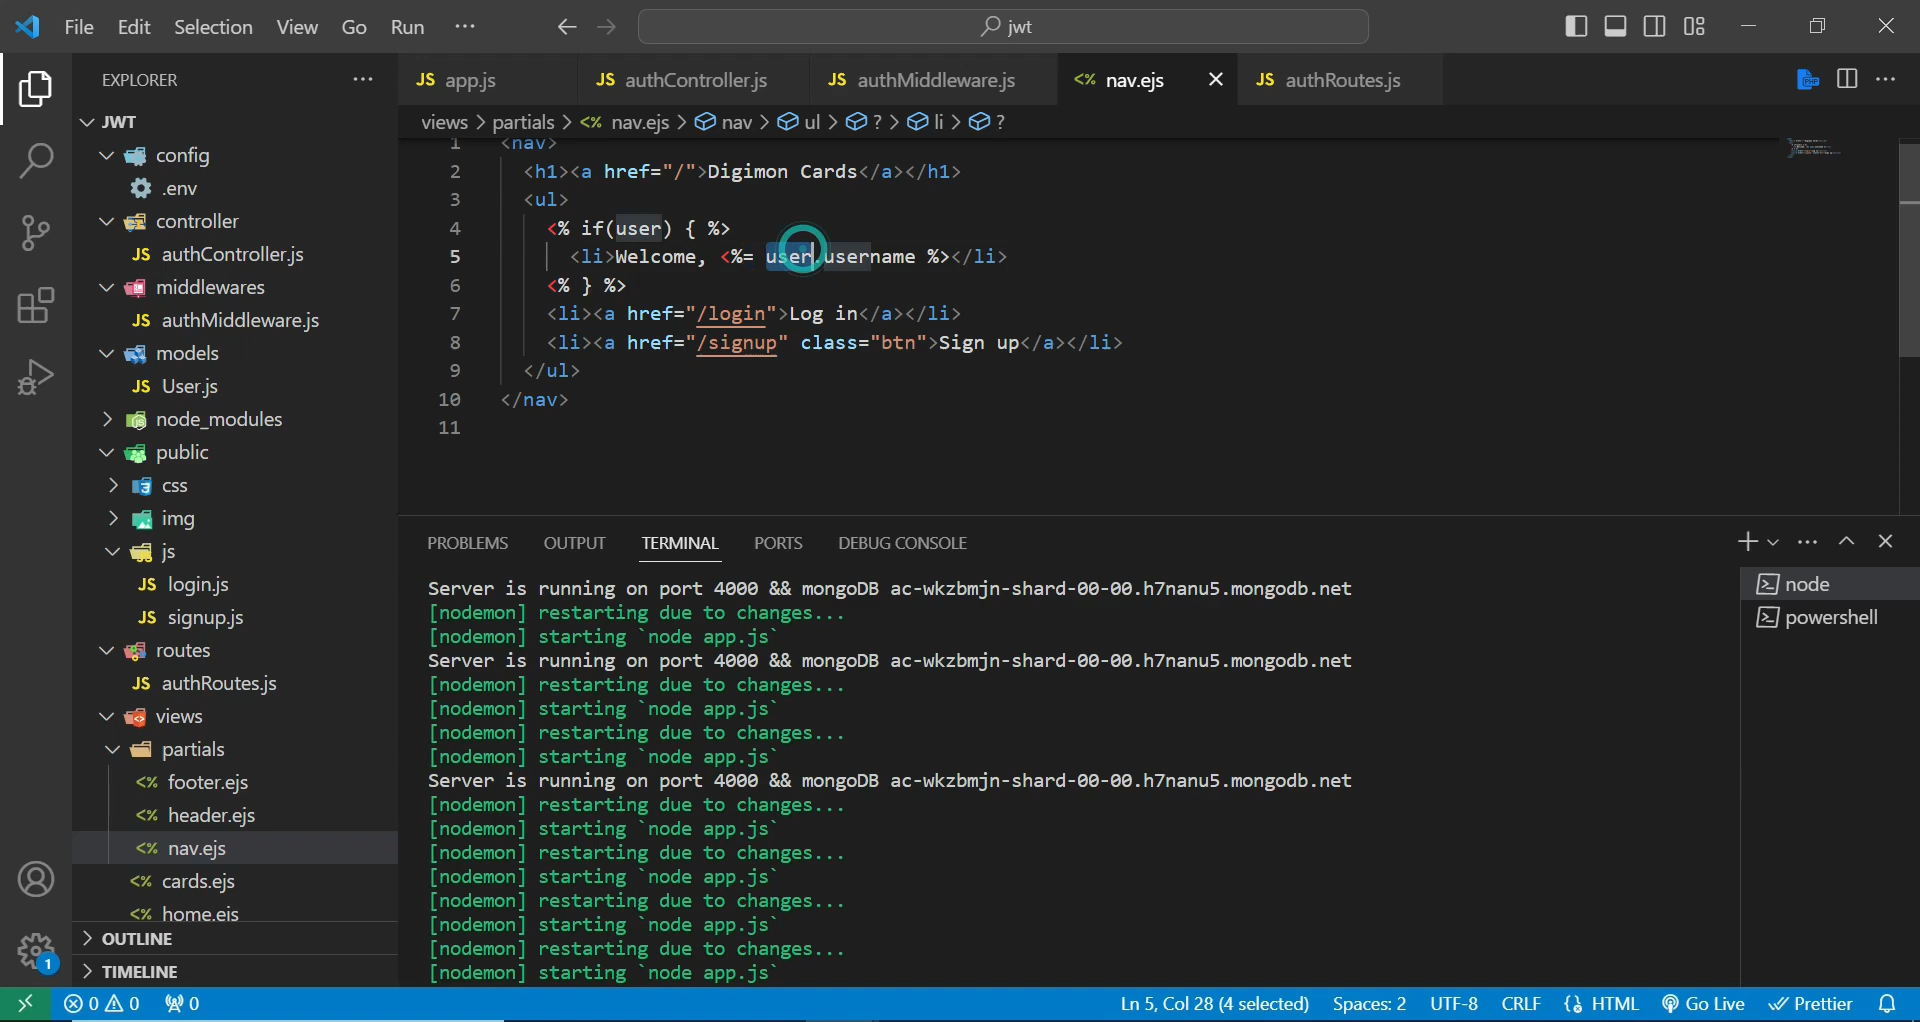 File Edit Selection View Go Run ···
jwt
EXPLORER
JWT
config
.env
controller
JS authController.js
middlewares
JS authMiddleware.js
models
JS User.js
node_modules
public
css
img
js
JS login.js
JS signup.js
routes
JS authRoutes.js
views
partials
<% footer.ejs
<% header.ejs
<% nav.ejs
<% cards.ejs
<% home.ejs
OUTLINE
TIMELINE
JS app.js
JS authController.js
JS authMiddleware.js
<% nav.ejs
JS authRoutes.js
views > partials > <% nav.ejs > nav > ul > ? > li > ?
1 <nav>
2 <h1><a href="/">Digimon Cards</a></h1>
3 <ul>
4 <% if(user) { %>
5 <li>Welcome, <%= user.username %></li>
6 <% } %>
7 <li><a href="/login">Log in</a></li>
8 <li><a href="/signup" class="btn">Sign up</a></li>
9 </ul>
10 </nav>
11
PROBLEMS OUTPUT TERMINAL PORTS DEBUG CONSOLE
Server is running on port 4000 && mongoDB ac-wkzbmjn-shard-00-00.h7nanu5.mongodb.net
[nodemon] restarting due to changes...
[nodemon] starting `node app.js`
Server is running on port 4000 && mongoDB ac-wkzbmjn-shard-00-00.h7nanu5.mongodb.net
[nodemon] restarting due to changes...
[nodemon] starting `node app.js`
[nodemon] restarting due to changes...
[nodemon] starting `node app.js`
Server is running on port 4000 && mongoDB ac-wkzbmjn-shard-00-00.h7nanu5.mongodb.net
[nodemon] restarting due to changes...
[nodemon] starting `node app.js`
[nodemon] restarting due to changes...
[nodemon] starting `node app.js`
[nodemon] restarting due to changes...
[nodemon] starting `node app.js`
[nodemon] restarting due to changes...
[nodemon] starting `node app.js`
node
powershell
1
0 0 0
Ln 5, Col 28 (4 selected) Spaces: 2 UTF-8 CRLF HTML Go Live Prettier